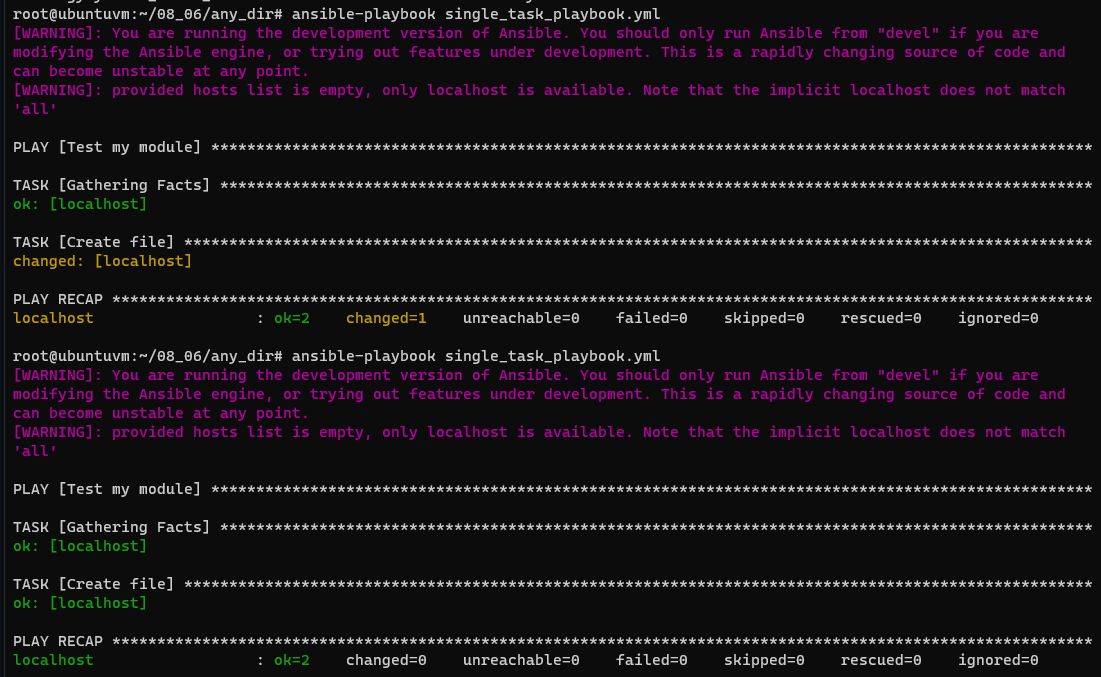 root@ubuntuvm:~/08_06/any_dir# ansible-playbook single_task_playbook.yml
[WARNING]: You are running the development version of Ansible. You should only run Ansible from "devel" if you are
modifying the Ansible engine, or trying out features under development. This is a rapidly changing source of code and
can become unstable at any point.
[WARNING]: provided hosts list is empty, only localhost is available. Note that the implicit localhost does not match
'all'
PLAY [Test my module] **************************************************************************************************
TASK [Gathering Facts] *************************************************************************************************
ok: [localhost]
TASK [Create file] *****************************************************************************************************
changed: [localhost]
PLAY RECAP *************************************************************************************************************
localhost                  : ok=2    changed=1    unreachable=0    failed=0    skipped=0    rescued=0    ignored=0
root@ubuntuvm:~/08_06/any_dir# ansible-playbook single_task_playbook.yml
[WARNING]: You are running the development version of Ansible. You should only run Ansible from "devel" if you are
modifying the Ansible engine, or trying out features under development. This is a rapidly changing source of code and
can become unstable at any point.
[WARNING]: provided hosts list is empty, only localhost is available. Note that the implicit localhost does not match
'all'
PLAY [Test my module] **************************************************************************************************
TASK [Gathering Facts] *************************************************************************************************
ok: [localhost]
TASK [Create file] *****************************************************************************************************
ok: [localhost]
PLAY RECAP *************************************************************************************************************
localhost                  : ok=2    changed=0    unreachable=0    failed=0    skipped=0    rescued=0    ignored=0